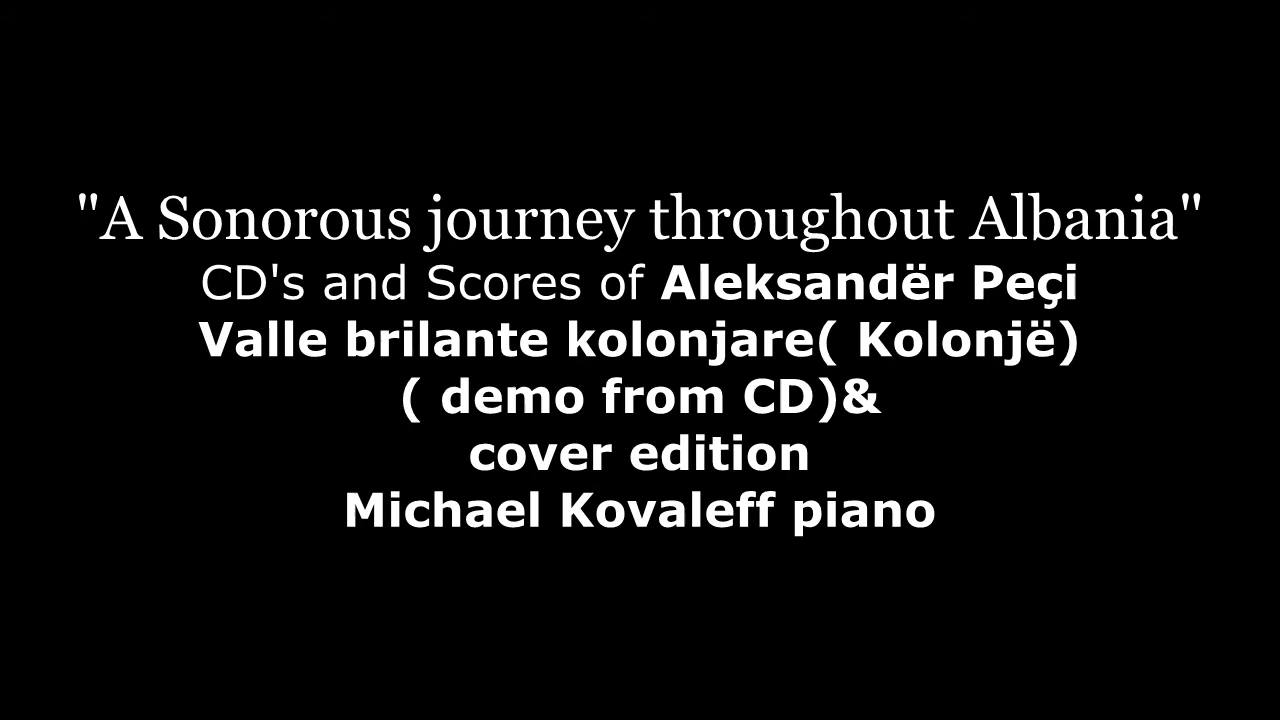 "A Sonorous journey throughout Albania"
CD's and Scores of Aleksandër Peçi
Valle brilante kolonjare( Kolonjë)
( demo from CD)&
cover edition
Michael Kovaleff piano